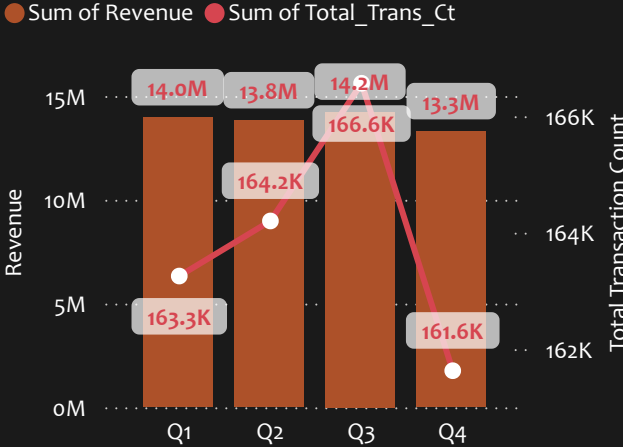 Sum of Revenue Sum of Total_Trans_Ct
14.0M 13.8M 14.2M 13.3M
15M
166K
166.6K
164.2K
10M
164K
163.3K
161.6K
5M
162K
0M
Q1 Q2 Q3 Q4
Revenue
Total Transaction Count